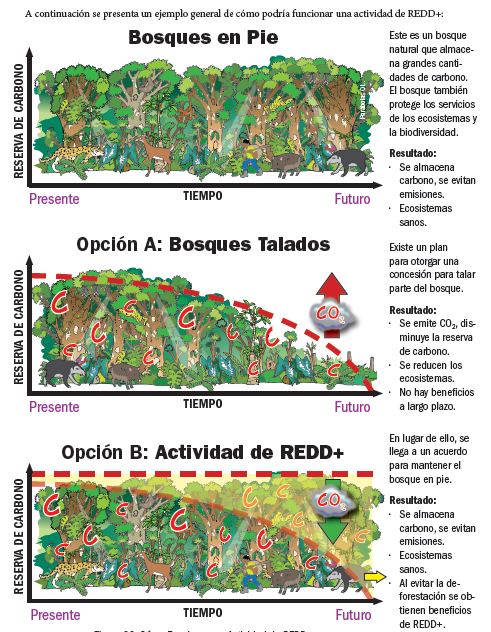 A continuación se presenta un ejemplo general de cómo podría funcionar una actividad de REDD+:
Bosques en Pie
RESERVA DE CARBONO
Presente
TIEMPO
Futuro
Este es un bosque
natural que almace-
na grandes canti-
dades de carbono.
El bosque también
protege los servicios
de los ecosistemas y
la biodiversidad.
Resultado:
· Se almacena
carbono, se evitan
emisiones.
· Ecosistemas
sanos.
Opción A: Bosques Talados
RESERVA DE CARBONO
C
C
C
C
C
C
C
C
C
CO2
Presente
TIEMPO
Futuro
Existe un plan
para otorgar una
concesión para talar
parte del bosque.
Resultado:
· Se emite CO2, dis-
minuye la reserva
de carbono.
· Se reducen los
ecosistemas.
· No hay beneficios
a largo plazo.
Opción B: Actividad de REDD+
RESERVA DE CARBONO
C
C
C
C
C
C
C
C
C
C
C
C
C
CO2
Presente
TIEMPO
Futuro
En lugar de ello, se
llega a un acuerdo
para mantener el
bosque en pie.
Resultado:
· Se almacena
carbono, se evitan
emisiones.
· Ecosistemas
sanos.
· Al evitar la de-
forestación se ob-
tienen beneficios
de REDD+.